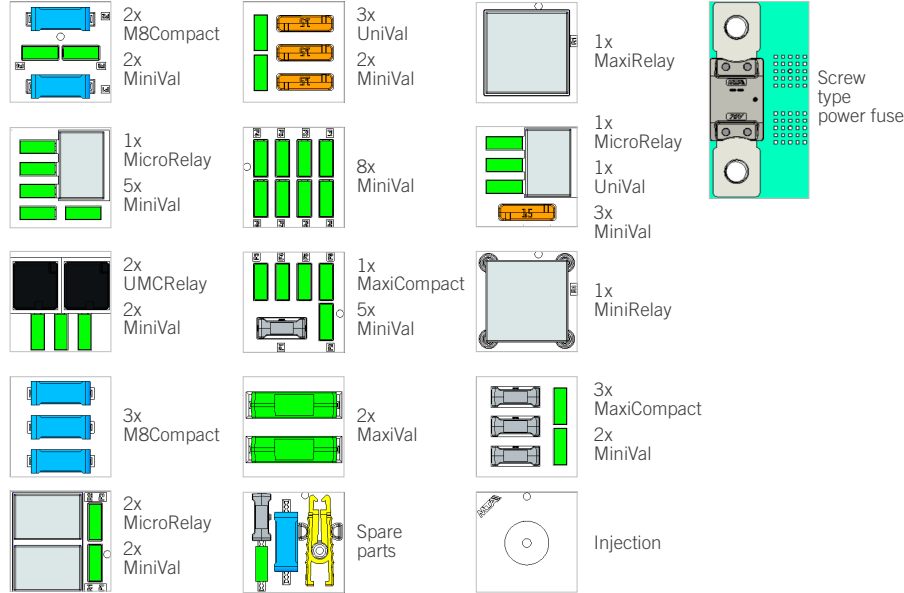 2x
M8Compact
2x
MiniVal
3x
UniVal
2x
MiniVal
1x
MaxiRelay
Screw
type
power fuse
1x
MicroRelay
5x
MiniVal
8x
MiniVal
1x
MicroRelay
1x
UniVal
3x
MiniVal
2x
UMCRelay
2x
MiniVal
1x
MaxiCompact
5x
MiniVal
1x
MiniRelay
3x
M8Compact
2x
MaxiVal
3x
MaxiCompact
2x
MiniVal
2x
MicroRelay
2x
MiniVal
Spare
parts
Injection